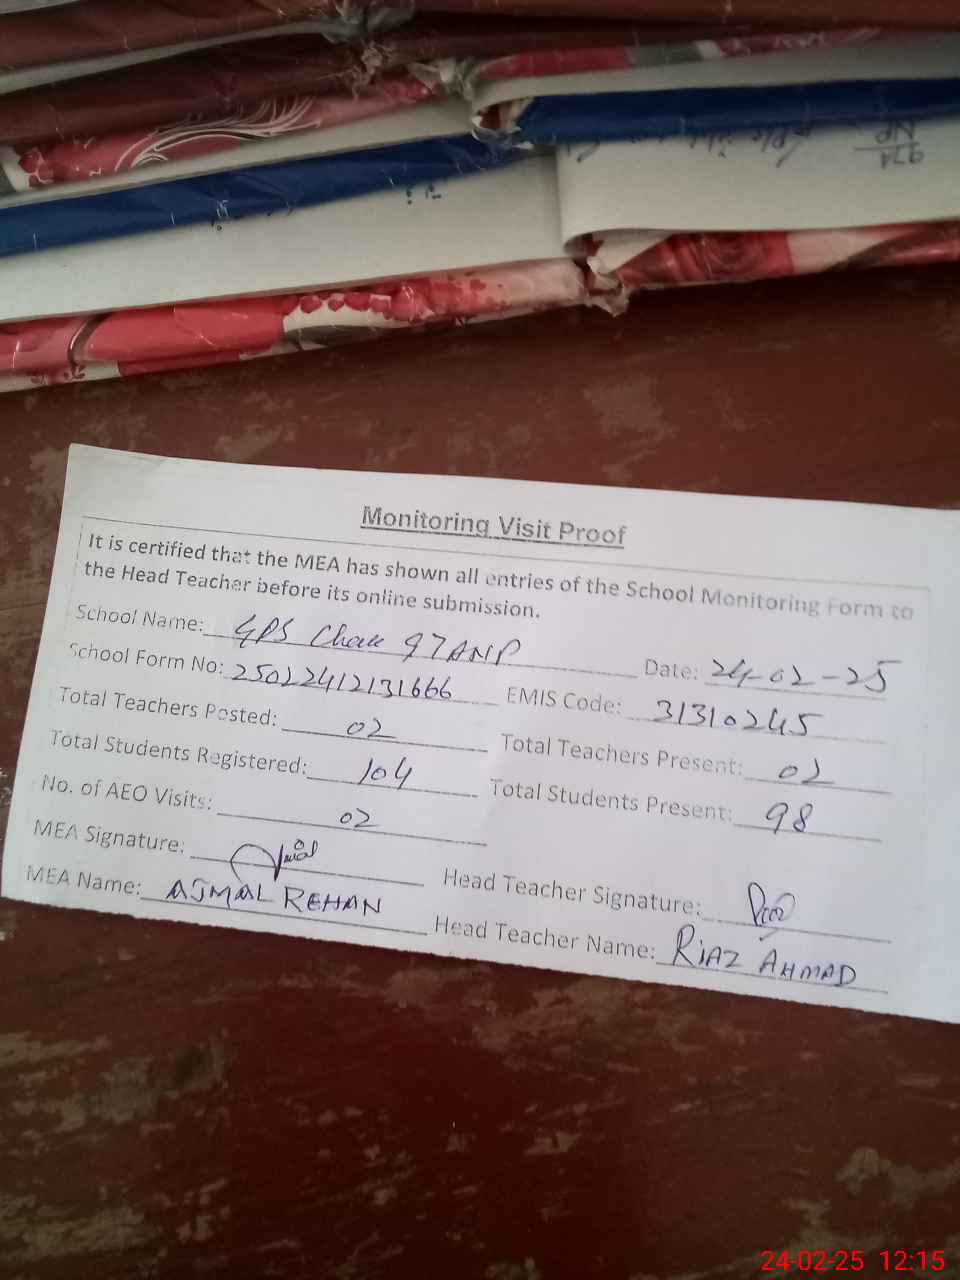 97A
NP
Monitoring Visit Proof
It is certified that the MEA has shown all entries of the School Monitoring Form to
the Head Teacher before its online submission.
School Name: GPS Chak 97ANP Date: 24-02-25
School Form No: 25022412131666 EMIS Code: 31310245
Total Teachers Posted: 02 Total Teachers Present: 02
Total Students Registered: 104 Total Students Present: 98
No. of AEO Visits: 02
MEA Signature: Head Teacher Signature:
MEA Name: AJMAL REHAN Head Teacher Name: RIAZ AHMAD
24-02-25 12:15